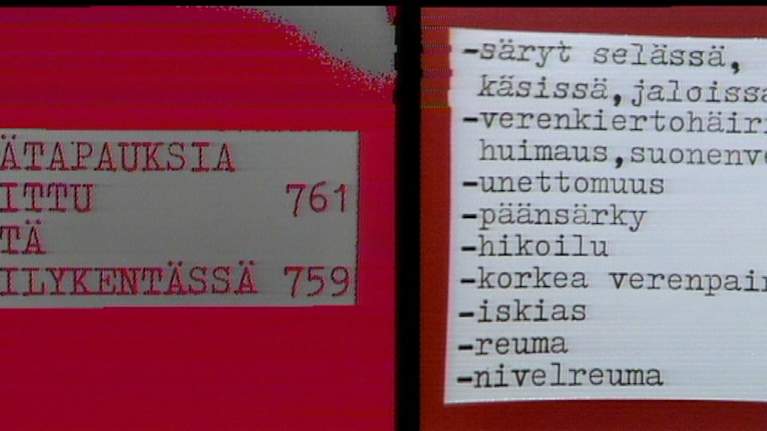 ÄTAPAUKSIA
ITTU 761
TÄ
ILYKENTÄSSÄ 759
-säryt selässä,
käsissä, jaloissa
-verenkiertohäiri
huimaus, suonenve
-unettomuus
-päänsärky
-hikoilu
-korkea verenpain
-iskias
-reuma
-nivelreuma